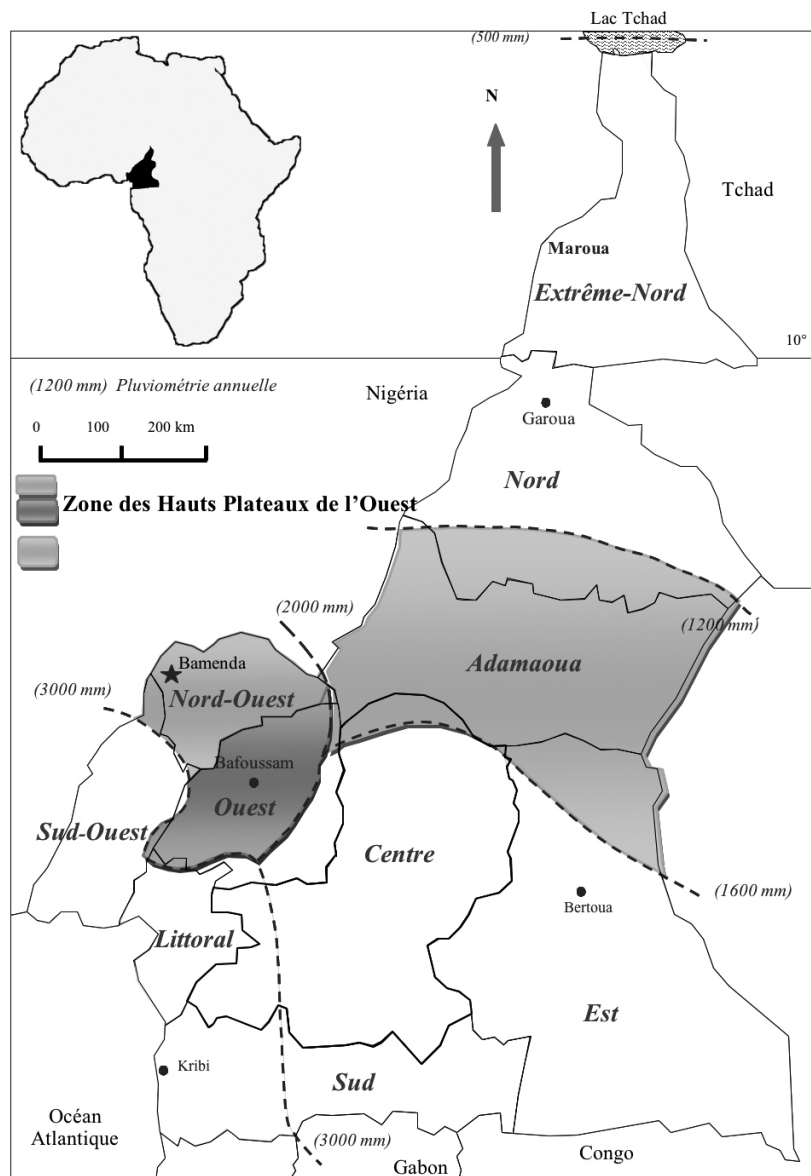 Lac Tchad
(500 mm)
N
Tchad
Maroua
Extrême-Nord
10°
(1200 mm) Pluviométrie annuelle
Nigéria
0 100 200 km
Garoua
Nord
Zone des Hauts Plateaux de l’Ouest
(2000 mm)
(1200 mm)
Bamenda
Adamaoua
(3000 mm)
Nord-Ouest
Bafoussam
Ouest
Sud-Ouest
Centre
(1600 mm)
Bertoua
Littoral
Est
Kribi
Sud
Océan
Atlantique
(3000 mm)
Congo
Gabon